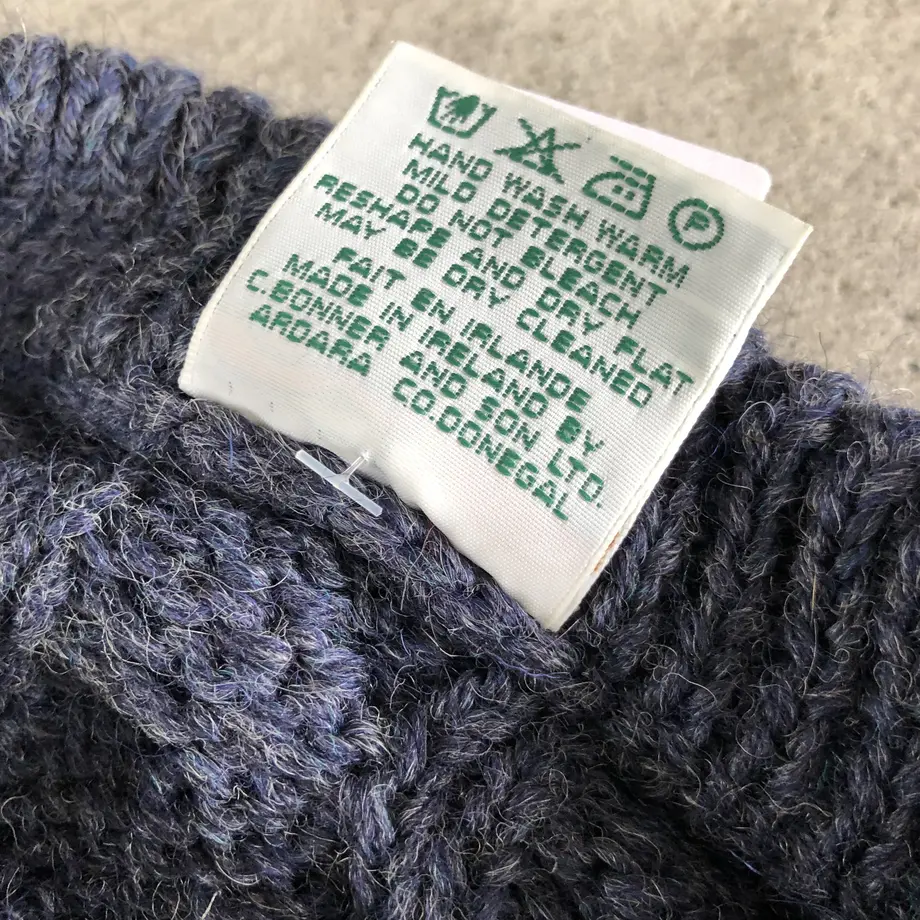 P
HAND WASH WARM
MILD DETERGENT
DO NOT BLEACH
RESHAPE AND DRY FLAT
MAY BE DRY CLEANED
FAIT EN IRLANDE
MADE IN IRELAND BY
C.BONNER AND SON LTD.
ARDARA CO.DONEGAL